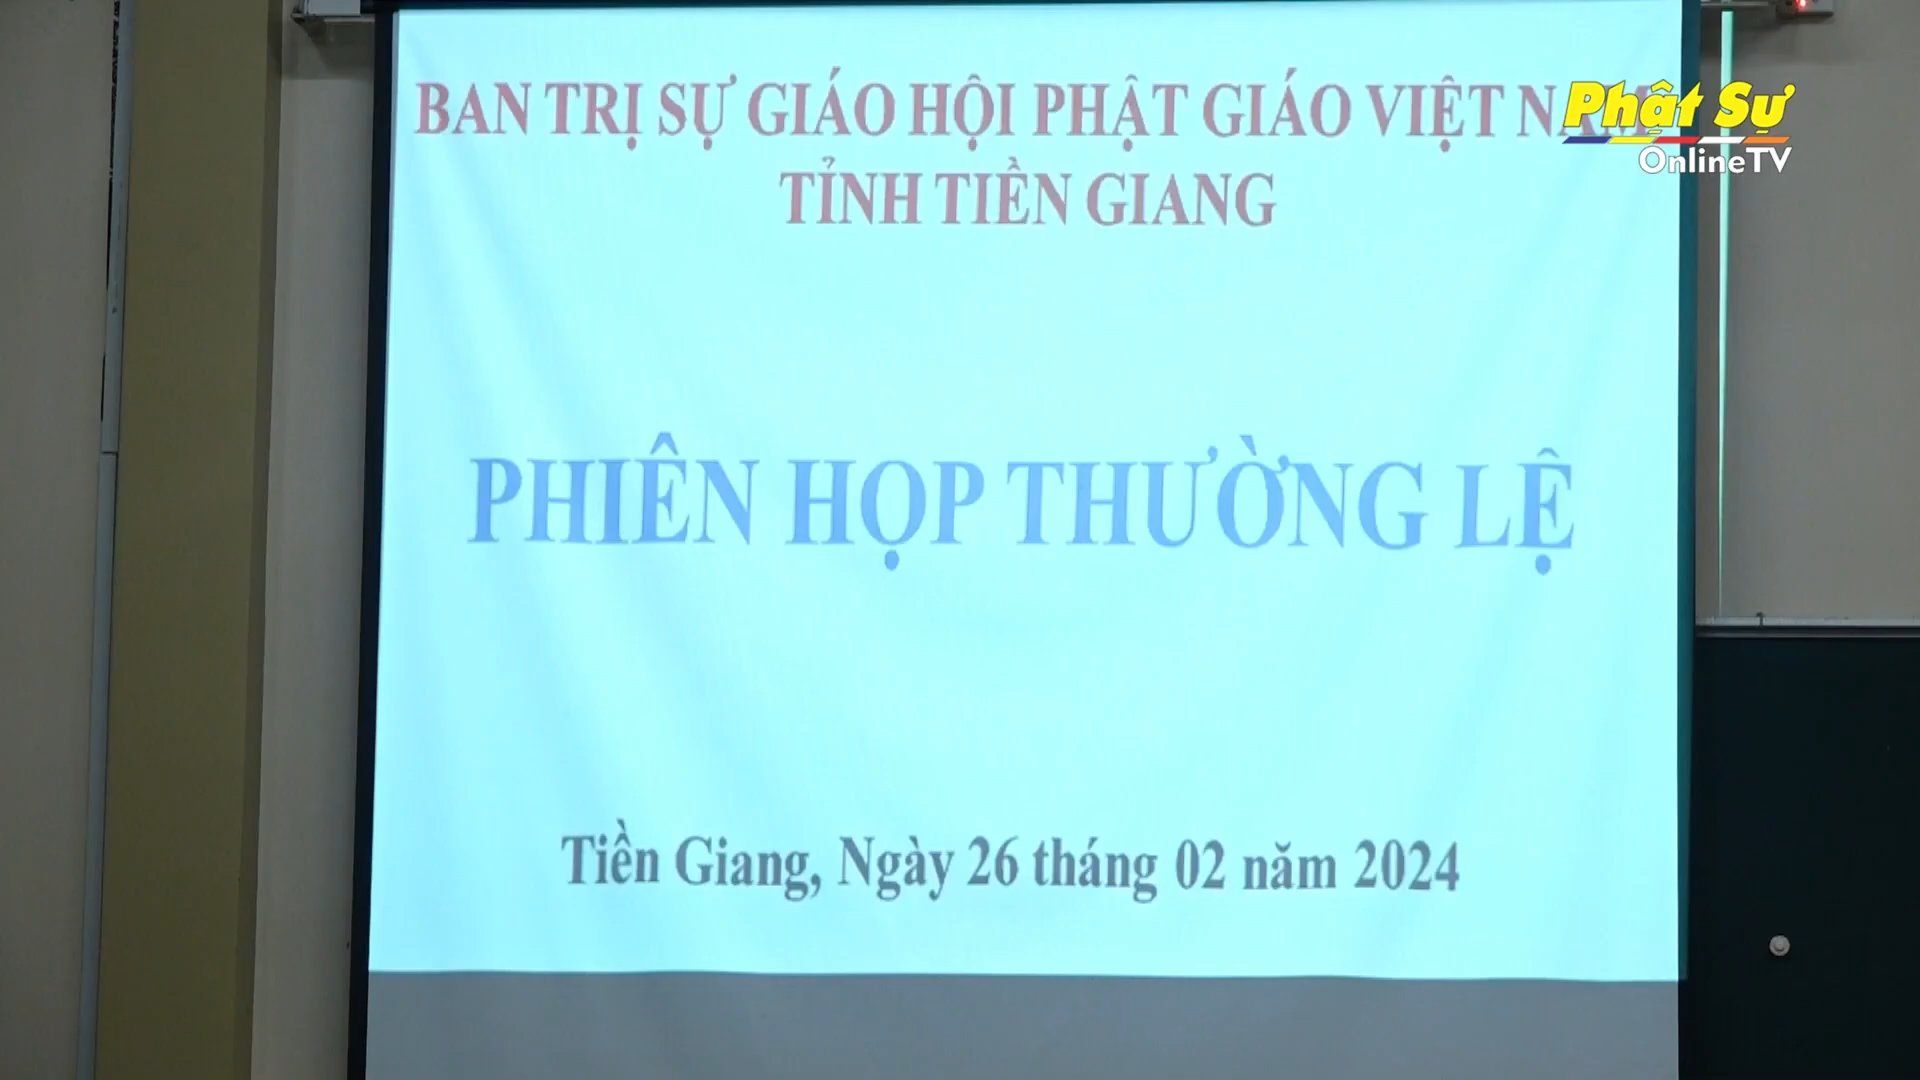 BAN TRỊ SỰ GIÁO HỘI PHẬT GIÁO VIỆT NAM
TỈNH TIỀN GIANG
Phật Sự
OnlineTV
PHIÊN HỌP THƯỜNG LỆ
Tiền Giang, Ngày 26 tháng 02 năm 2024